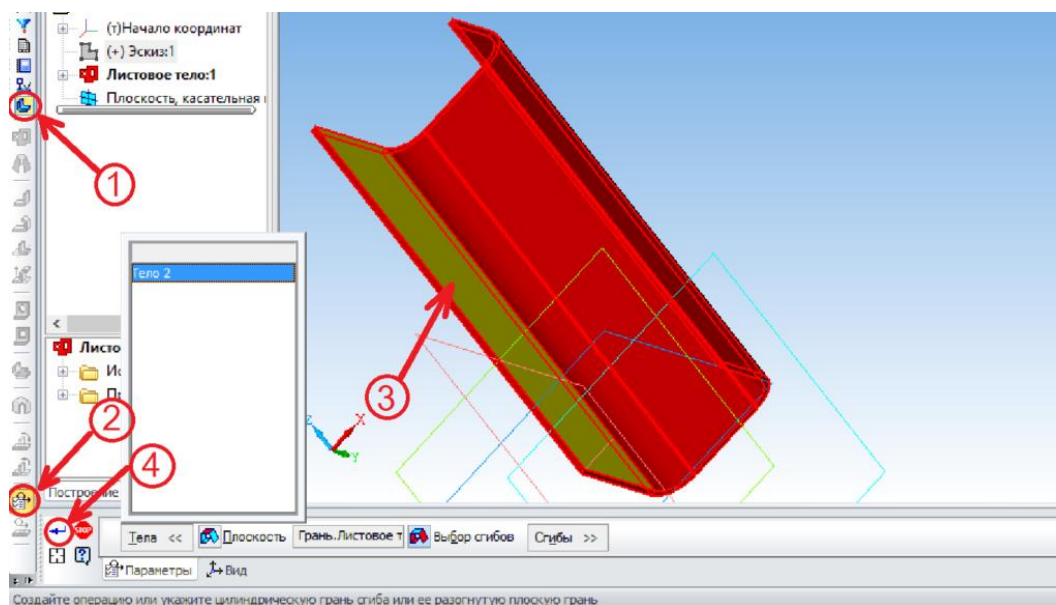 (т)Начало координат
(+) Эскиз:1
Листовое тело:1
Плоскость, касательная
1
Тело 2
3
<
Листо
Ис
2
4
X
Y
Z
Построение
STOP
Тела << Плоскость Грань.Листовое т Выбор сгибов Сгибы >>
Параметры Вид
Создайте операцию или укажите цилиндрическую грань сгиба или ее разогнутую плоскую грань